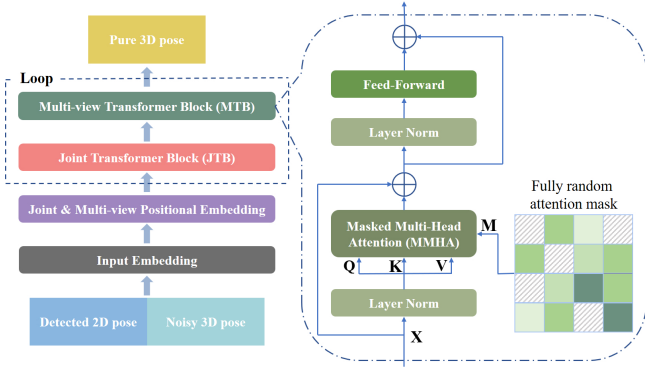 Pure 3D pose
Loop
Multi-view Transformer Block (MTB)
Joint Transformer Block (JTB)
Joint & Multi-view Positional Embedding
Input Embedding
Detected 2D pose
Noisy 3D pose
Feed-Forward
Layer Norm
Masked Multi-Head
Attention (MMHA)
Q
K
V
M
Layer Norm
X
Fully random
attention mask